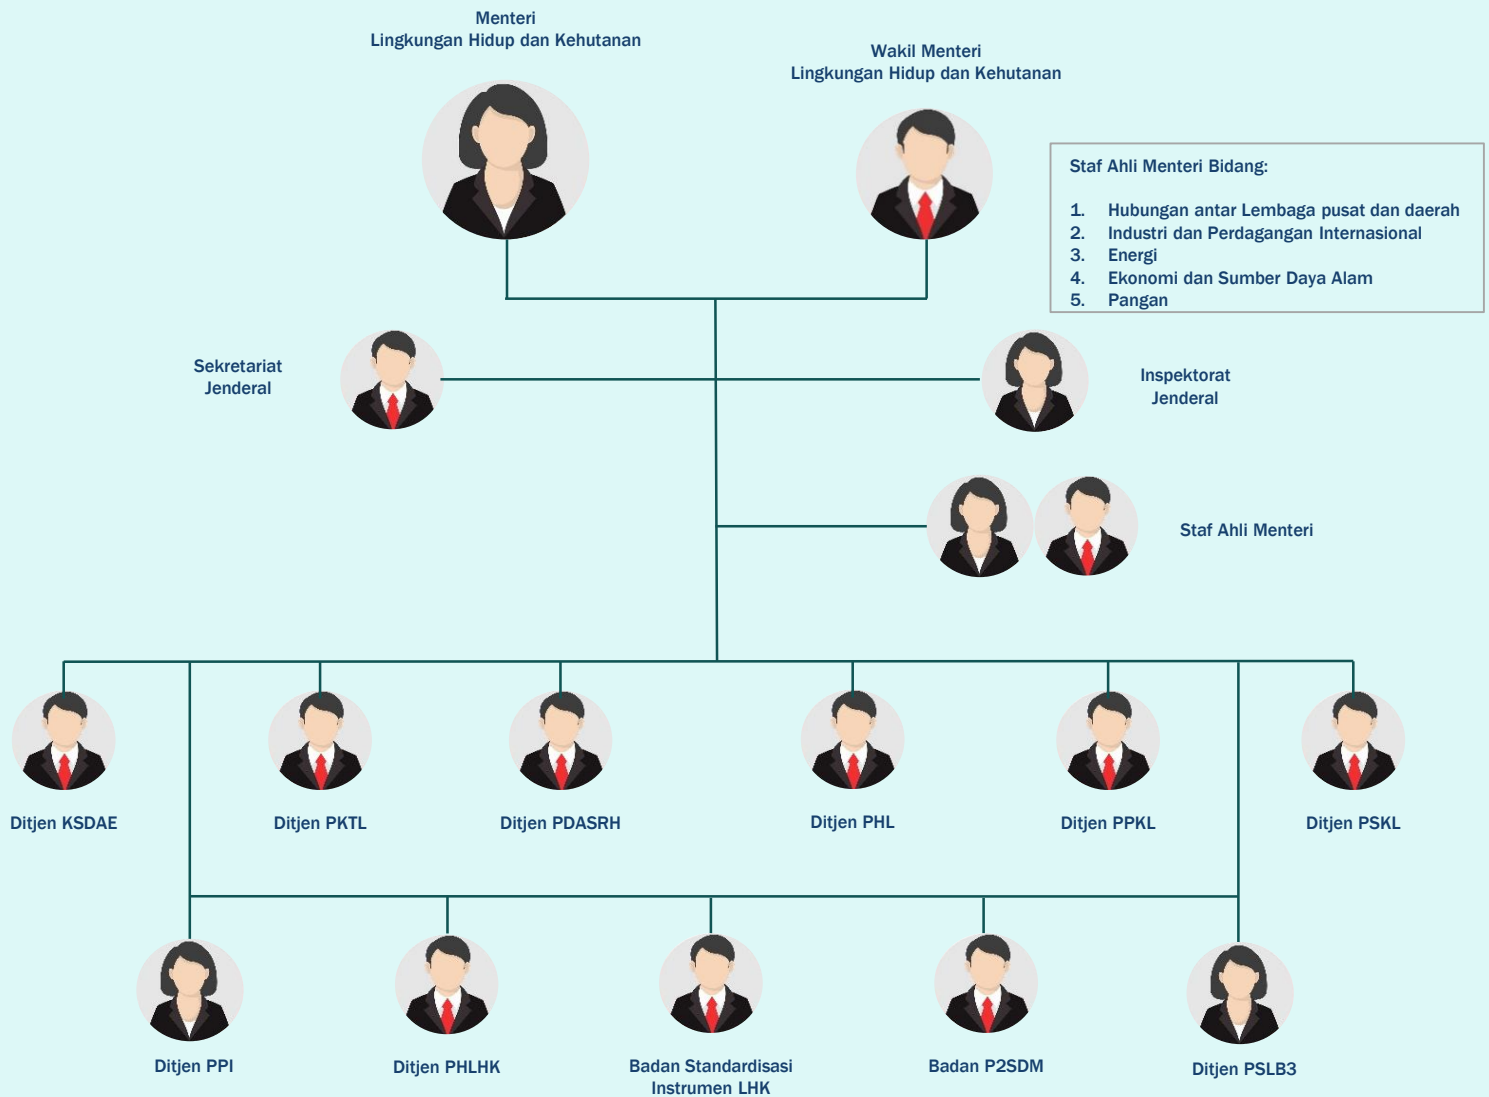 Menteri
Lingkungan Hidup dan Kehutanan
Wakil Menteri
Lingkungan Hidup dan Kehutanan
Staf Ahli Menteri Bidang:
1. Hubungan antar Lembaga pusat dan daerah
2. Industri dan Perdagangan Internasional
3. Energi
4. Ekonomi dan Sumber Daya Alam
5. Pangan
Sekretariat
Jenderal
Inspektorat
Jenderal
Staf Ahli Menteri
Ditjen KSDAE
Ditjen PKTL
Ditjen PDASRH
Ditjen PHL
Ditjen PPKL
Ditjen PSKL
Ditjen PPI
Ditjen PHLHK
Badan Standardisasi
Instrumen LHK
Badan P2SDM
Ditjen PSLB3